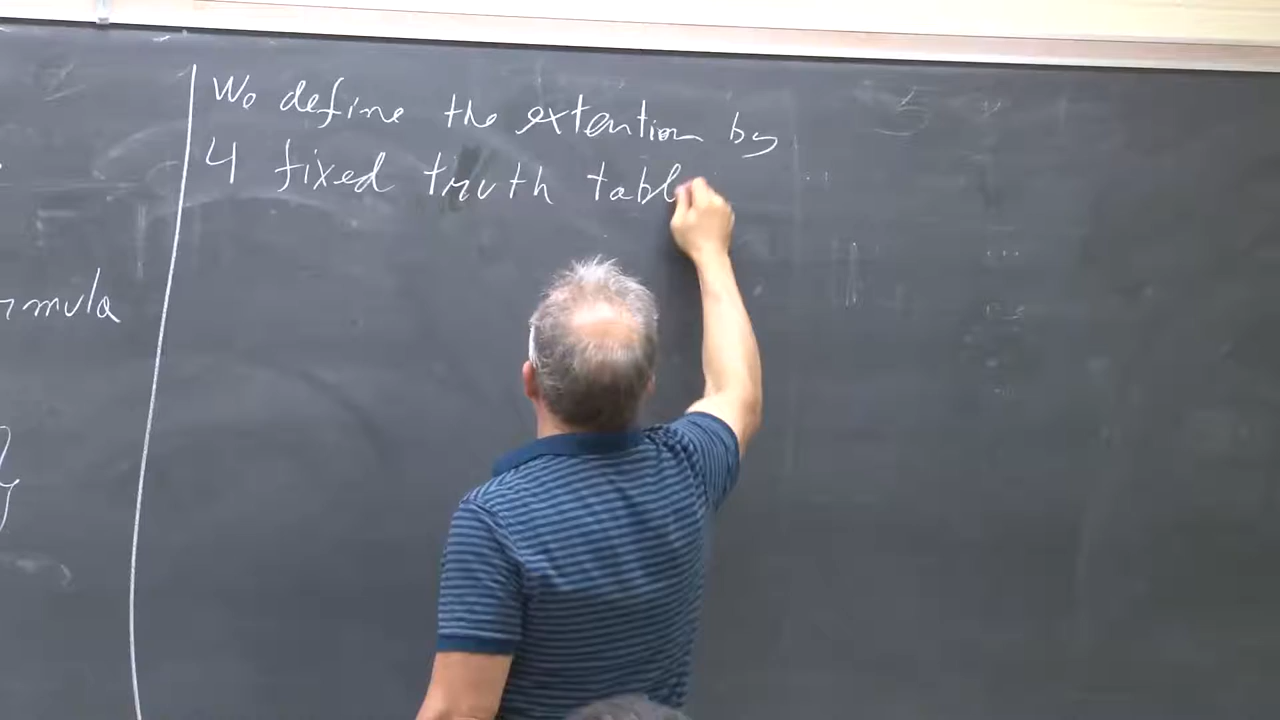 We define the extention by
4 fixed truth tabl
rmula
y